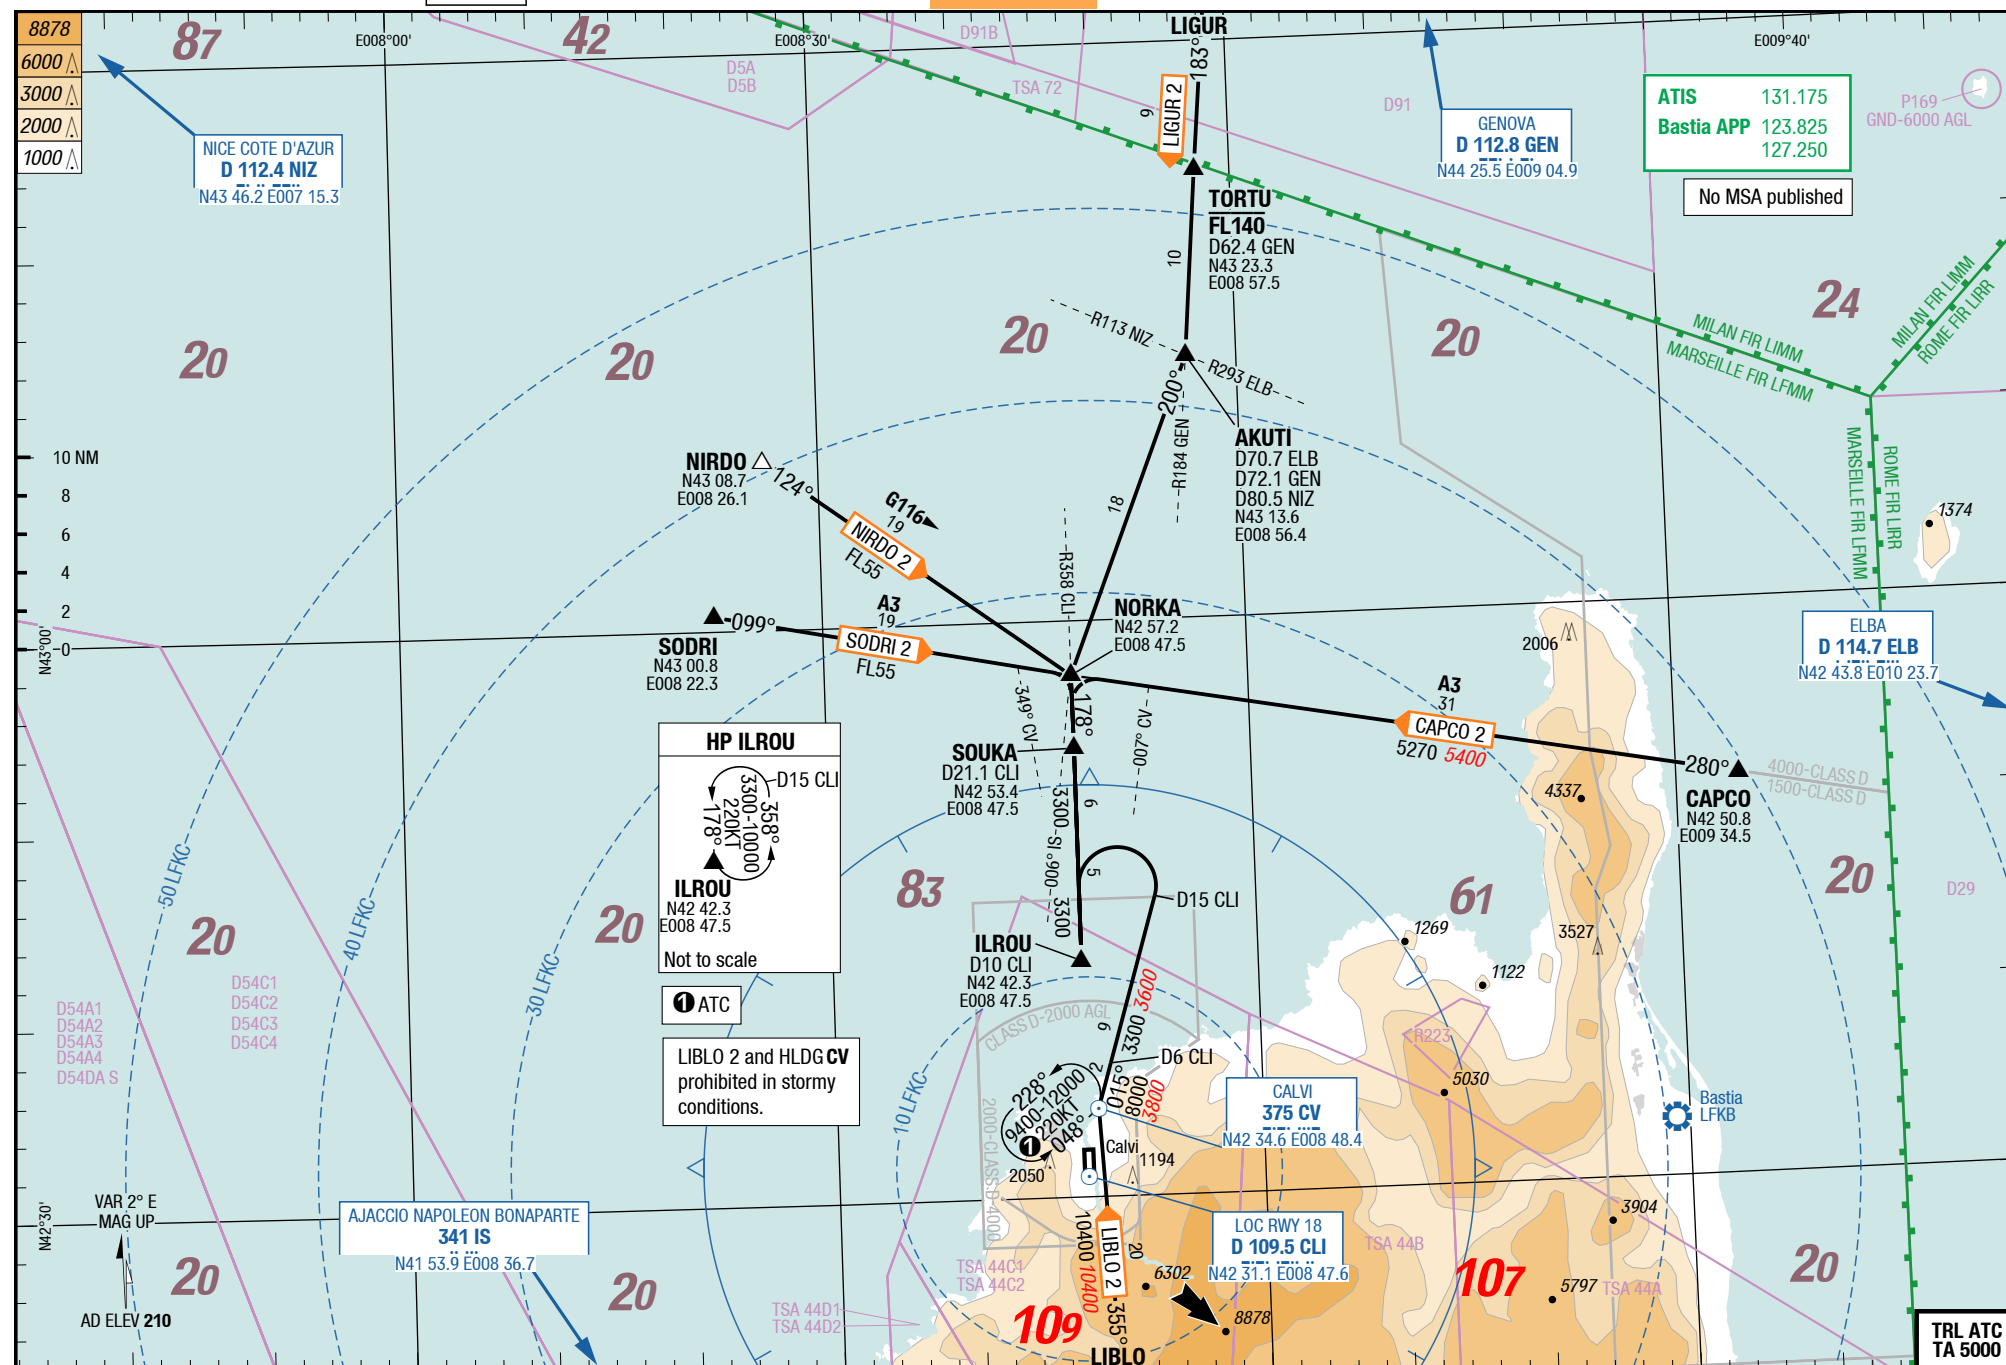 8878
6000
3000
2000
1000
87
42
E008°00'
E008°30'
E009°40'
D5A
D5B
D91B
TSA 72
LIGUR
183°
9
LIGUR 2
D91
NICE COTE D'AZUR
D 112.4 NIZ
N43 46.2 E007 15.3
GENOVA
D 112.8 GEN
N44 25.5 E009 04.9
ATIS 131.175
Bastia APP 123.825
127.250
No MSA published
P169
GND-6000 AGL
TORTU
FL140
D62.4 GEN
N43 23.3
E008 57.5
10
20
20
20
20
24
MILAN FIR LIMM
MARSEILLE FIR LFMM
MILAN FIR LIMM
ROME FIR LIRR
R113 NIZ
R293 ELB
200°
R184 GEN
18
AKUTI
D70.7 ELB
D72.1 GEN
D80.5 NIZ
N43 13.6
E008 56.4
MARSEILLE FIR LFMM
ROME FIR LIRR
1374
10 NM
8
6
4
2
0
N43°00'
NIRDO
N43 08.7
E008 26.1
124°
G116
19
NIRDO 2
FL55
SODRI
N43 00.8
E008 22.3
099°
A3
19
SODRI 2
FL55
R358 CLI
NORKA
N42 57.2
E008 47.5
178°
349° CV
007° CV
2006
ELBA
D 114.7 ELB
N42 43.8 E010 23.7
A3
31
CAPCO 2
5270 5400
280°
4000-CLASS D
1500-CLASS D
CAPCO
N42 50.8
E009 34.5
4337
SOUKA
D21.1 CLI
N42 53.4
E008 47.5
6
5
3300-SI °900-3300
HP ILROU
D15 CLI
358°
3300-10000
220KT
178°
ILROU
N42 42.3
E008 47.5
Not to scale
1 ATC
LIBLO 2 and HLDG CV
prohibited in stormy
conditions.
50 LFKC
40 LFKC
30 LFKC
10 LFKC
20
20
83
61
20
D29
D15 CLI
1269
1122
3527
ILROU
D10 CLI
N42 42.3
E008 47.5
CLASS D-2000 AGL
9
3300 3600
D6 CLI
2
015°
8000
3800
228°
9400-12000
220KT
048°
1
2050
Calvi
1194
2000-CLASS D-4000
R223
5030
CALVI
375 CV
N42 34.6 E008 48.4
Bastia
LFKB
D54A1
D54A2
D54A3
D54A4
D54DA S
D54C1
D54C2
D54C3
D54C4
VAR 2° E
MAG UP
AD ELEV 210
N42°30'
AJACCIO NAPOLEON BONAPARTE
341 IS
N41 53.9 E008 36.7
20
20
LOC RWY 18
D 109.5 CLI
N42 31.1 E008 47.6
TSA 44B
TSA 44A
3904
5797
20
107
TSA 44C1
TSA 44C2
TSA 44D1
TSA 44D2
10400 10400
20
LIBLO 2
355°
LIBLO
109
6302
8878
TRL ATC
TA 5000